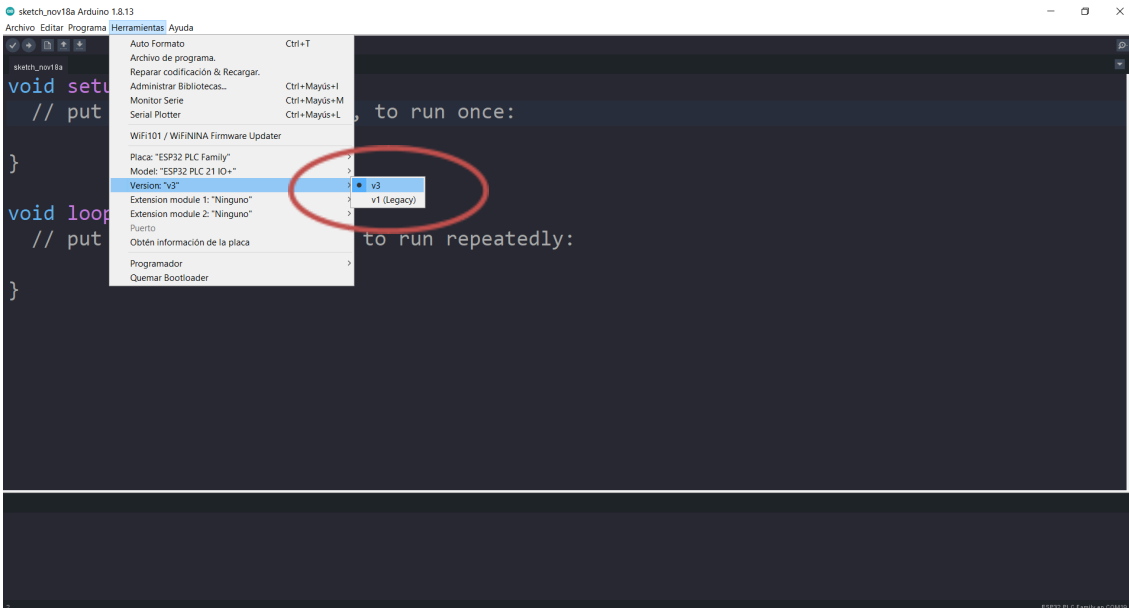 sketch_nov18a Arduino 1.8.13
Archivo Editar Programa Herramientas Ayuda
sketch_nov18a
Auto Formato Ctrl+T
Archivo de programa.
Reparar codificación & Recargar.
Administrar Bibliotecas... Ctrl+Mayús+I
Monitor Serie Ctrl+Mayús+M
Serial Plotter Ctrl+Mayús+L
WiFi101 / WiFiNINA Firmware Updater
Placa: "ESP32 PLC Family"
Model: "ESP32 PLC 21 IO+"
Version: "v3"
Extension module 1: "Ninguno"
Extension module 2: "Ninguno"
Puerto
Obtén información de la placa
Programador
Quemar Bootloader
v3
v1 (Legacy)
void setu
// put , to run once:
}
void loop
// put to run repeatedly:
}
ESP32 PLC Family en